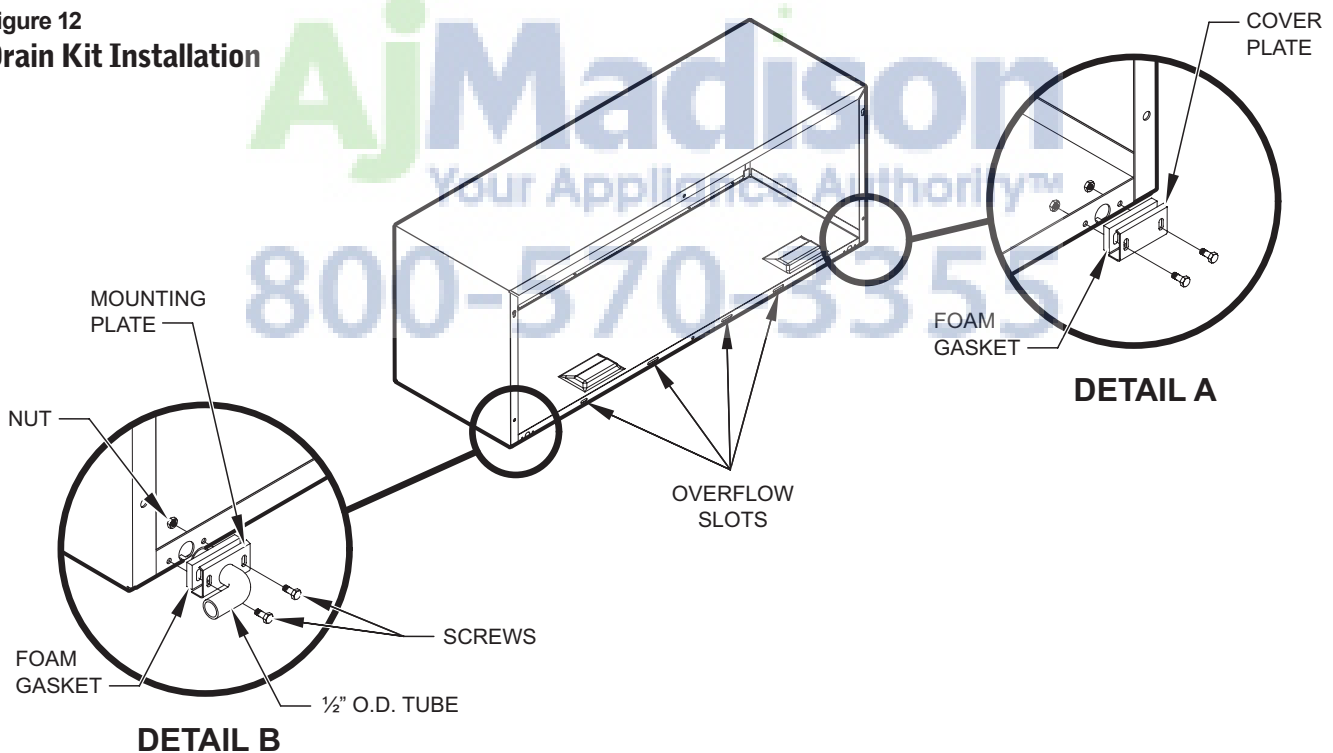 igure 12
Drain Kit Installation
AjMadison
Your Appliance Authority™
800-570-3355
COVER
PLATE
FOAM
GASKET
DETAIL A
MOUNTING
PLATE
NUT
OVERFLOW
SLOTS
SCREWS
FOAM
GASKET
½” O.D. TUBE
DETAIL B